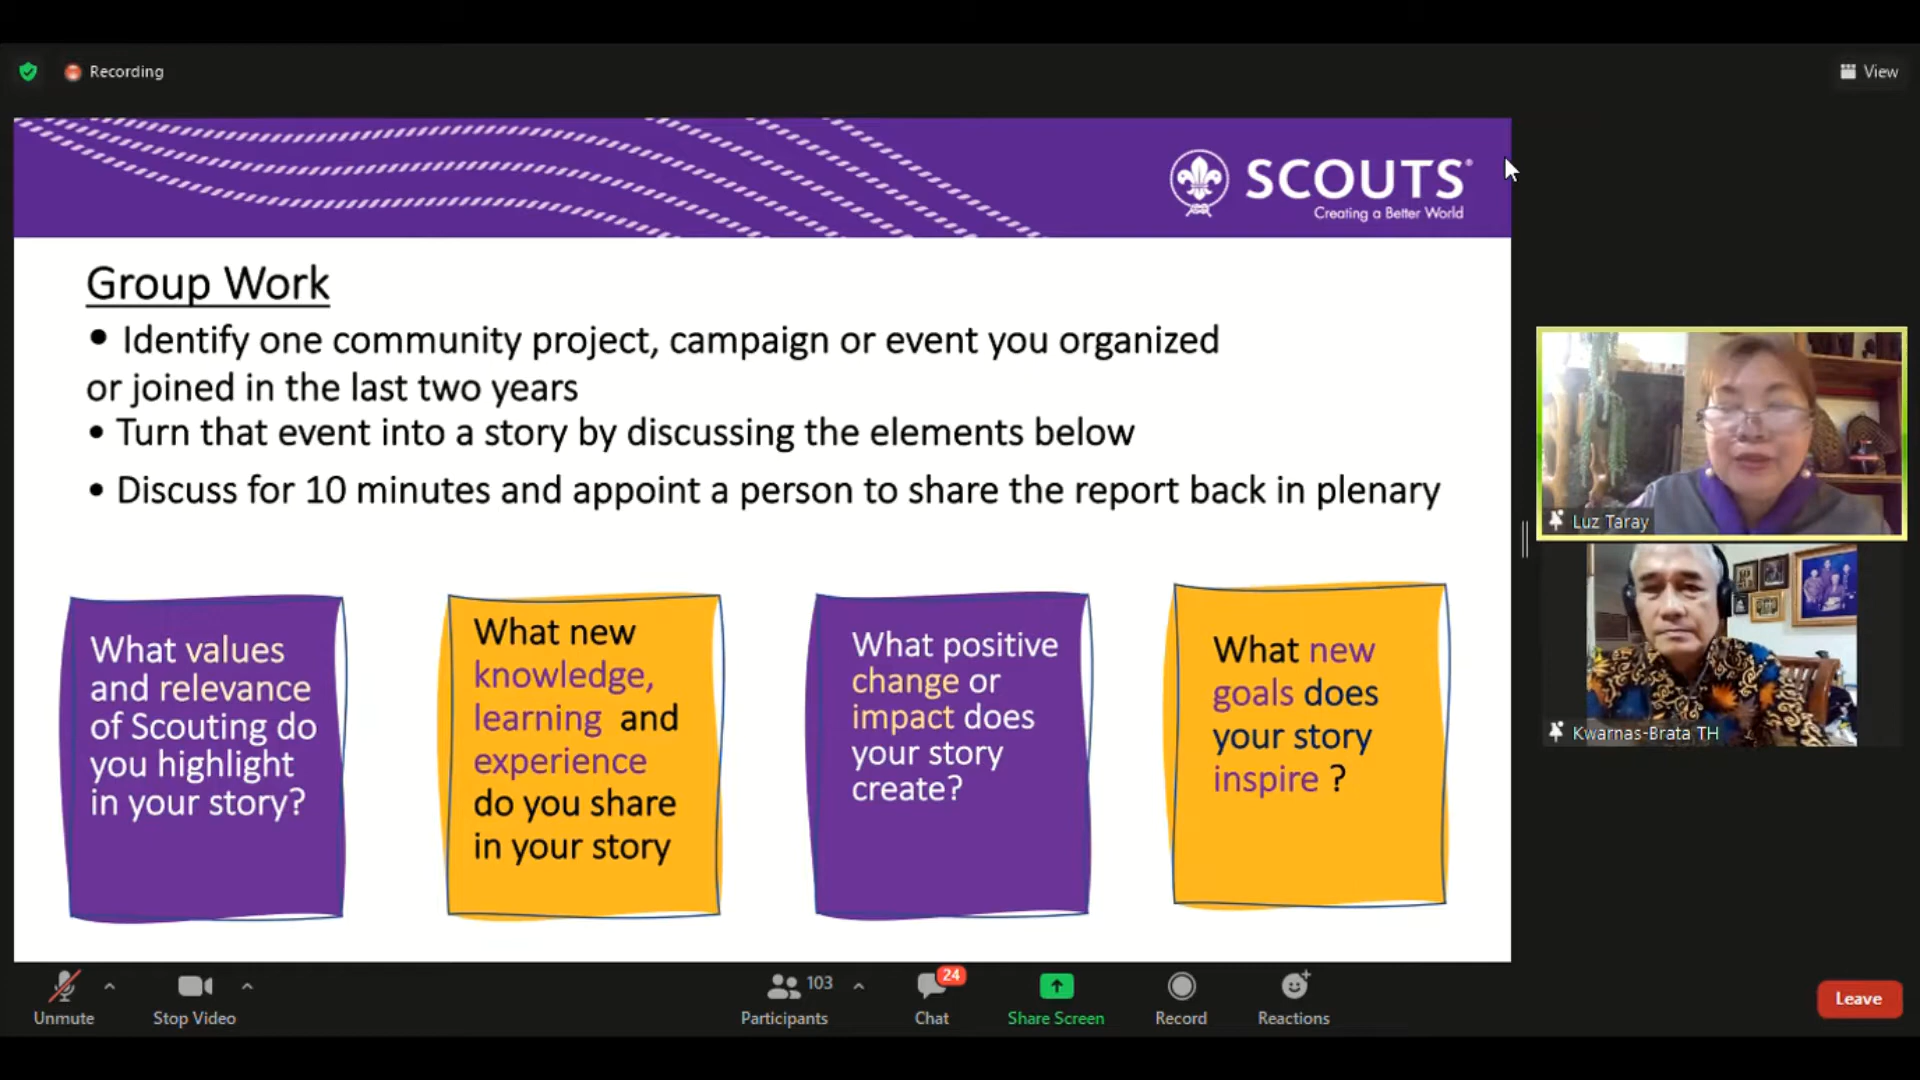 Recording
View
SCOUTS®
Creating a Better World
Group Work
• Identify one community project, campaign or event you organized
or joined in the last two years
• Turn that event into a story by discussing the elements below
• Discuss for 10 minutes and appoint a person to share the report back in plenary
What values
and relevance
of Scouting do
you highlight
in your story?
What new
knowledge,
learning and
experience
do you share
in your story
What positive
change or
impact does
your story
create?
What new
goals does
your story
inspire ?
Luz Taray
Kwarnas-Brata TH
Unmute
Stop Video
103
Participants
24
Chat
Share Screen
Record
Reactions
Leave